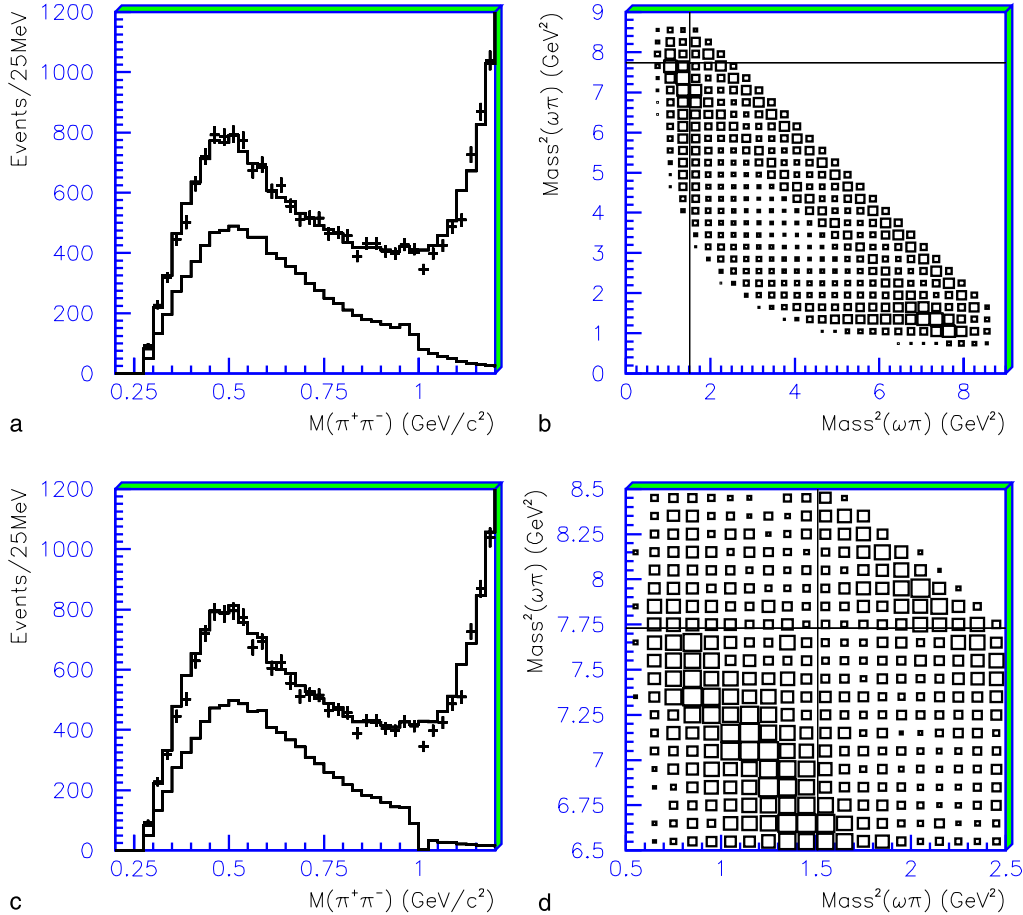 Events/25MeV
1200
1000
800
600
400
200
0
0.25 0.5 0.75 1
M(π⁺π⁻) (GeV/c²)
a
Mass²(ωπ) (GeV²)
9
8
7
6
5
4
3
2
1
0
0 2 4 6 8
Mass²(ωπ) (GeV²)
b
Events/25MeV
1200
1000
800
600
400
200
0
0.25 0.5 0.75 1
M(π⁺π⁻) (GeV/c²)
c
Mass²(ωπ) (GeV²)
8.5
8.25
8
7.75
7.5
7.25
7
6.75
6.5
0.5 1 1.5 2 2.5
Mass²(ωπ) (GeV²)
d